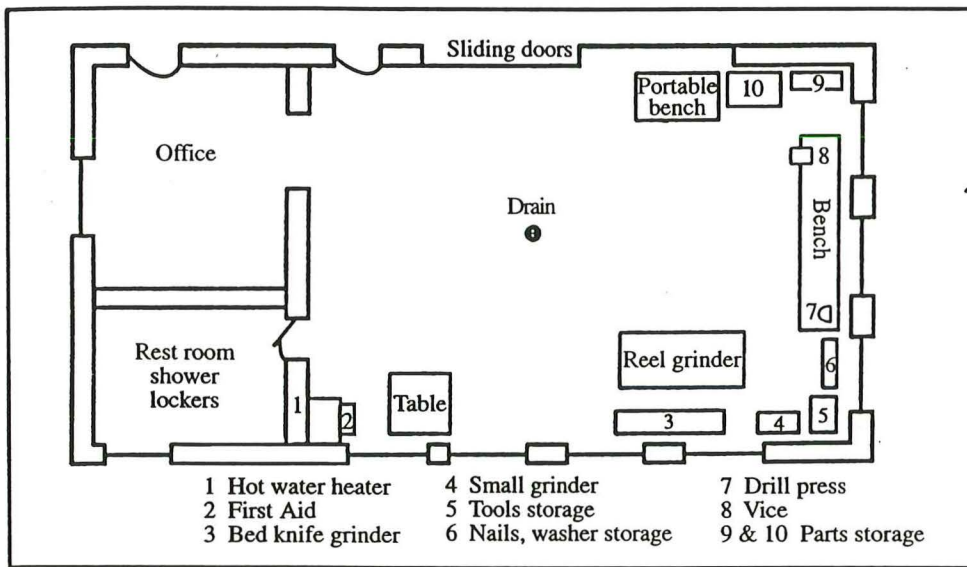 Sliding doors
Portable
bench
10
9
Office
8
Bench
Drain
7
Rest room
shower
lockers
Reel grinder
6
1
2
Table
3
4
5
1 Hot water heater
2 First Aid
3 Bed knife grinder
4 Small grinder
5 Tools storage
6 Nails, washer storage
7 Drill press
8 Vice
9 & 10 Parts storage